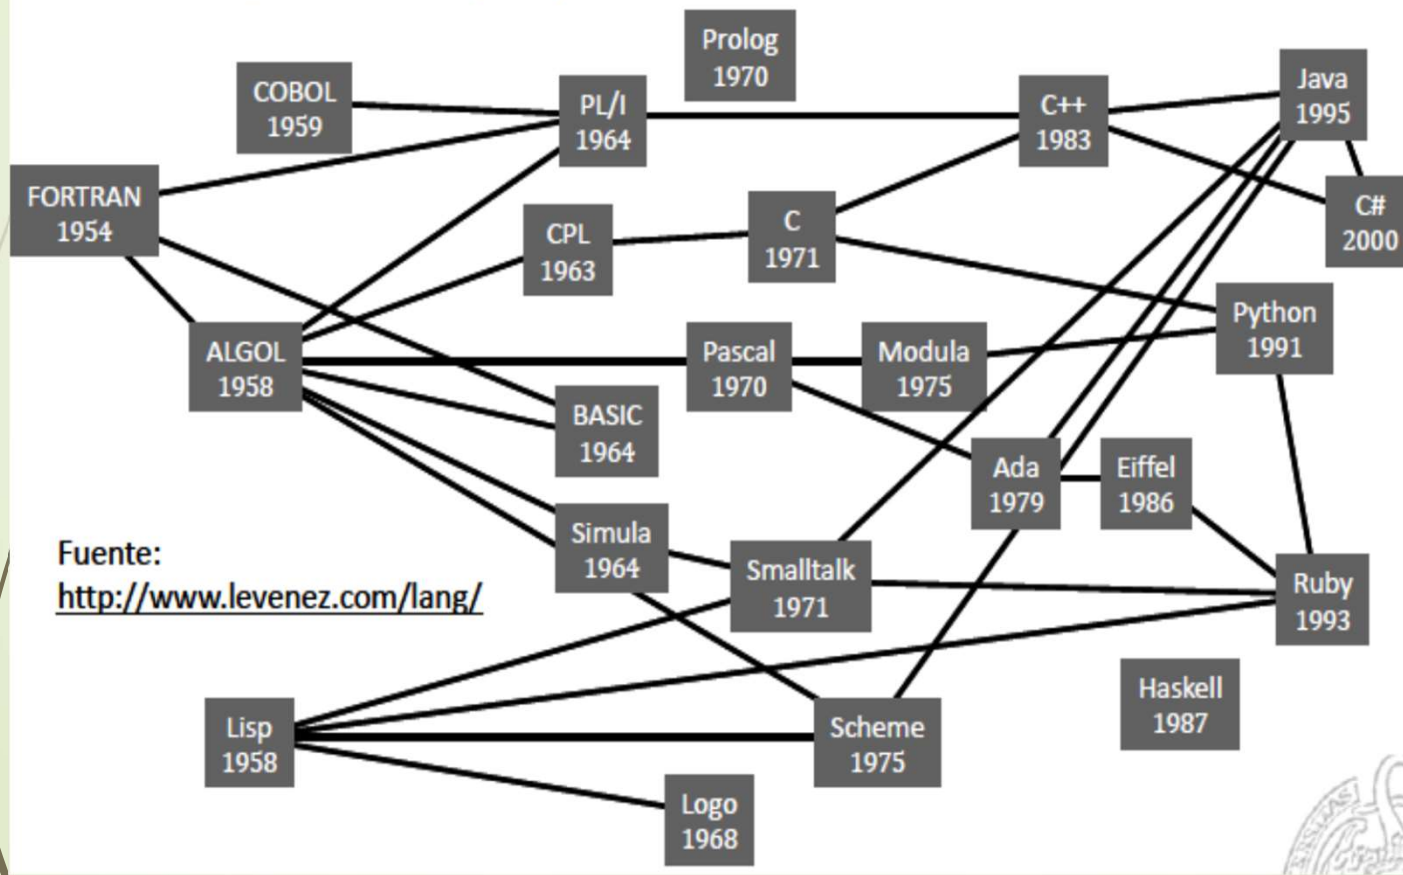 Prolog
1970
COBOL
1959
PL/I
1964
C++
1983
Java
1995
FORTRAN
1954
CPL
1963
C
1971
C#
2000
ALGOL
1958
Pascal
1970
Modula
1975
Python
1991
BASIC
1964
Ada
1979
Eiffel
1986
Simula
1964
Smalltalk
1971
Ruby
1993
Fuente:
http://www.levenez.com/lang/
Lisp
1958
Scheme
1975
Haskell
1987
Logo
1968